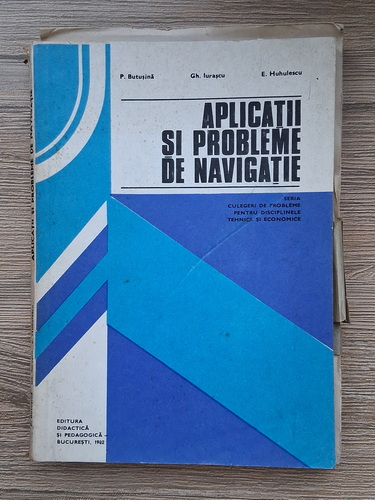 P. Butușină Gh. Iurașcu E. Huhulescu
APLICAȚII
SI PROBLEME
DE NAVIGAȚIE
SERIA
CULEGERI DE PROBLEME
PENTRU DISCIPLINELE
TEHNICE ȘI ECONOMICE
EDITURA
DIDACTICĂ
ȘI PEDAGOGICĂ –
BUCUREȘTI, 1982